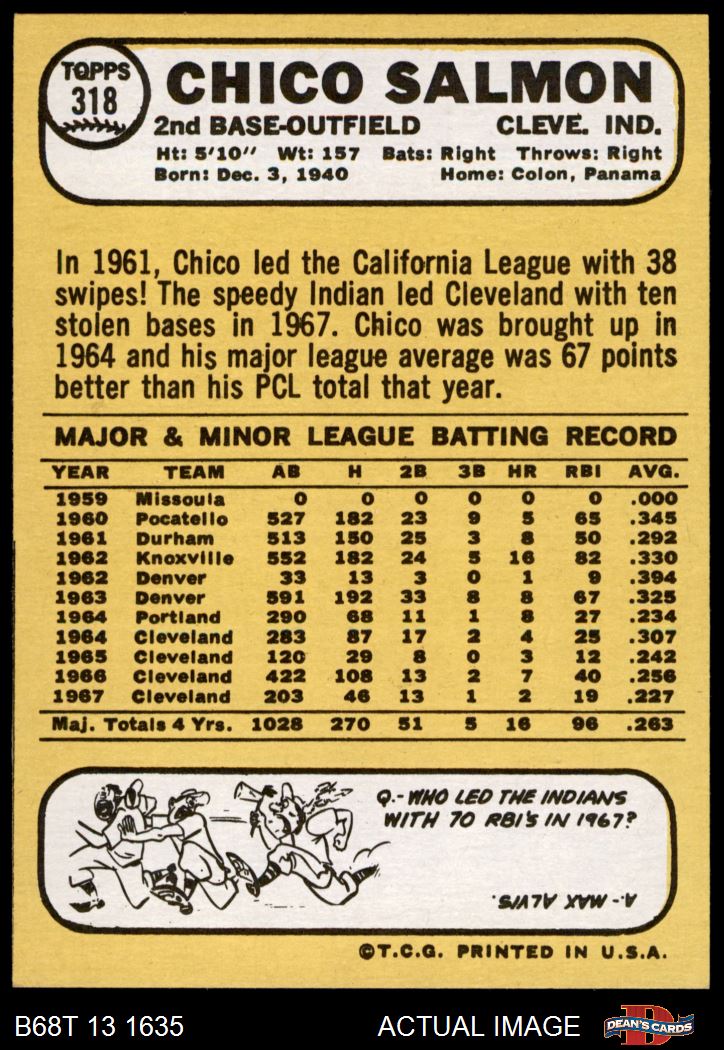 TOPPS
318
CHICO SALMON
2nd BASE-OUTFIELD CLEVE. IND.
Ht: 5'10" Wt: 157 Bats: Right Throws: Right
Born: Dec. 3, 1940 Home: Colon, Panama
In 1961, Chico led the California League with 38
swipes! The speedy Indian led Cleveland with ten
stolen bases in 1967. Chico was brought up in
1964 and his major league average was 67 points
better than his PCL total that year.
MAJOR & MINOR LEAGUE BATTING RECORD
YEAR TEAM AB H 2B 3B HR RBI AVG.
1959 Missoula 0 0 0 0 0 0 .000
1960 Pocatello 527 182 23 9 5 65 .345
1961 Durham 513 150 25 3 8 50 .292
1962 Knoxville 552 182 24 5 16 82 .330
1962 Denver 33 13 3 0 1 9 .394
1963 Denver 591 192 33 8 8 67 .325
1964 Portland 290 68 11 1 8 27 .234
1964 Cleveland 283 87 17 2 4 25 .307
1965 Cleveland 120 29 8 0 3 12 .242
1966 Cleveland 422 108 13 2 7 40 .256
1967 Cleveland 203 46 13 1 2 19 .227
Maj. Totals 4 Yrs. 1028 270 51 5 16 96 .263
Q.-WHO LED THE INDIANS
WITH 70 RBI'S IN 1967?
A- MAX ALVIS.
©T.C.G. PRINTED IN U.S.A.
B68T 13 1635 ACTUAL IMAGE DEAN'S CARDS